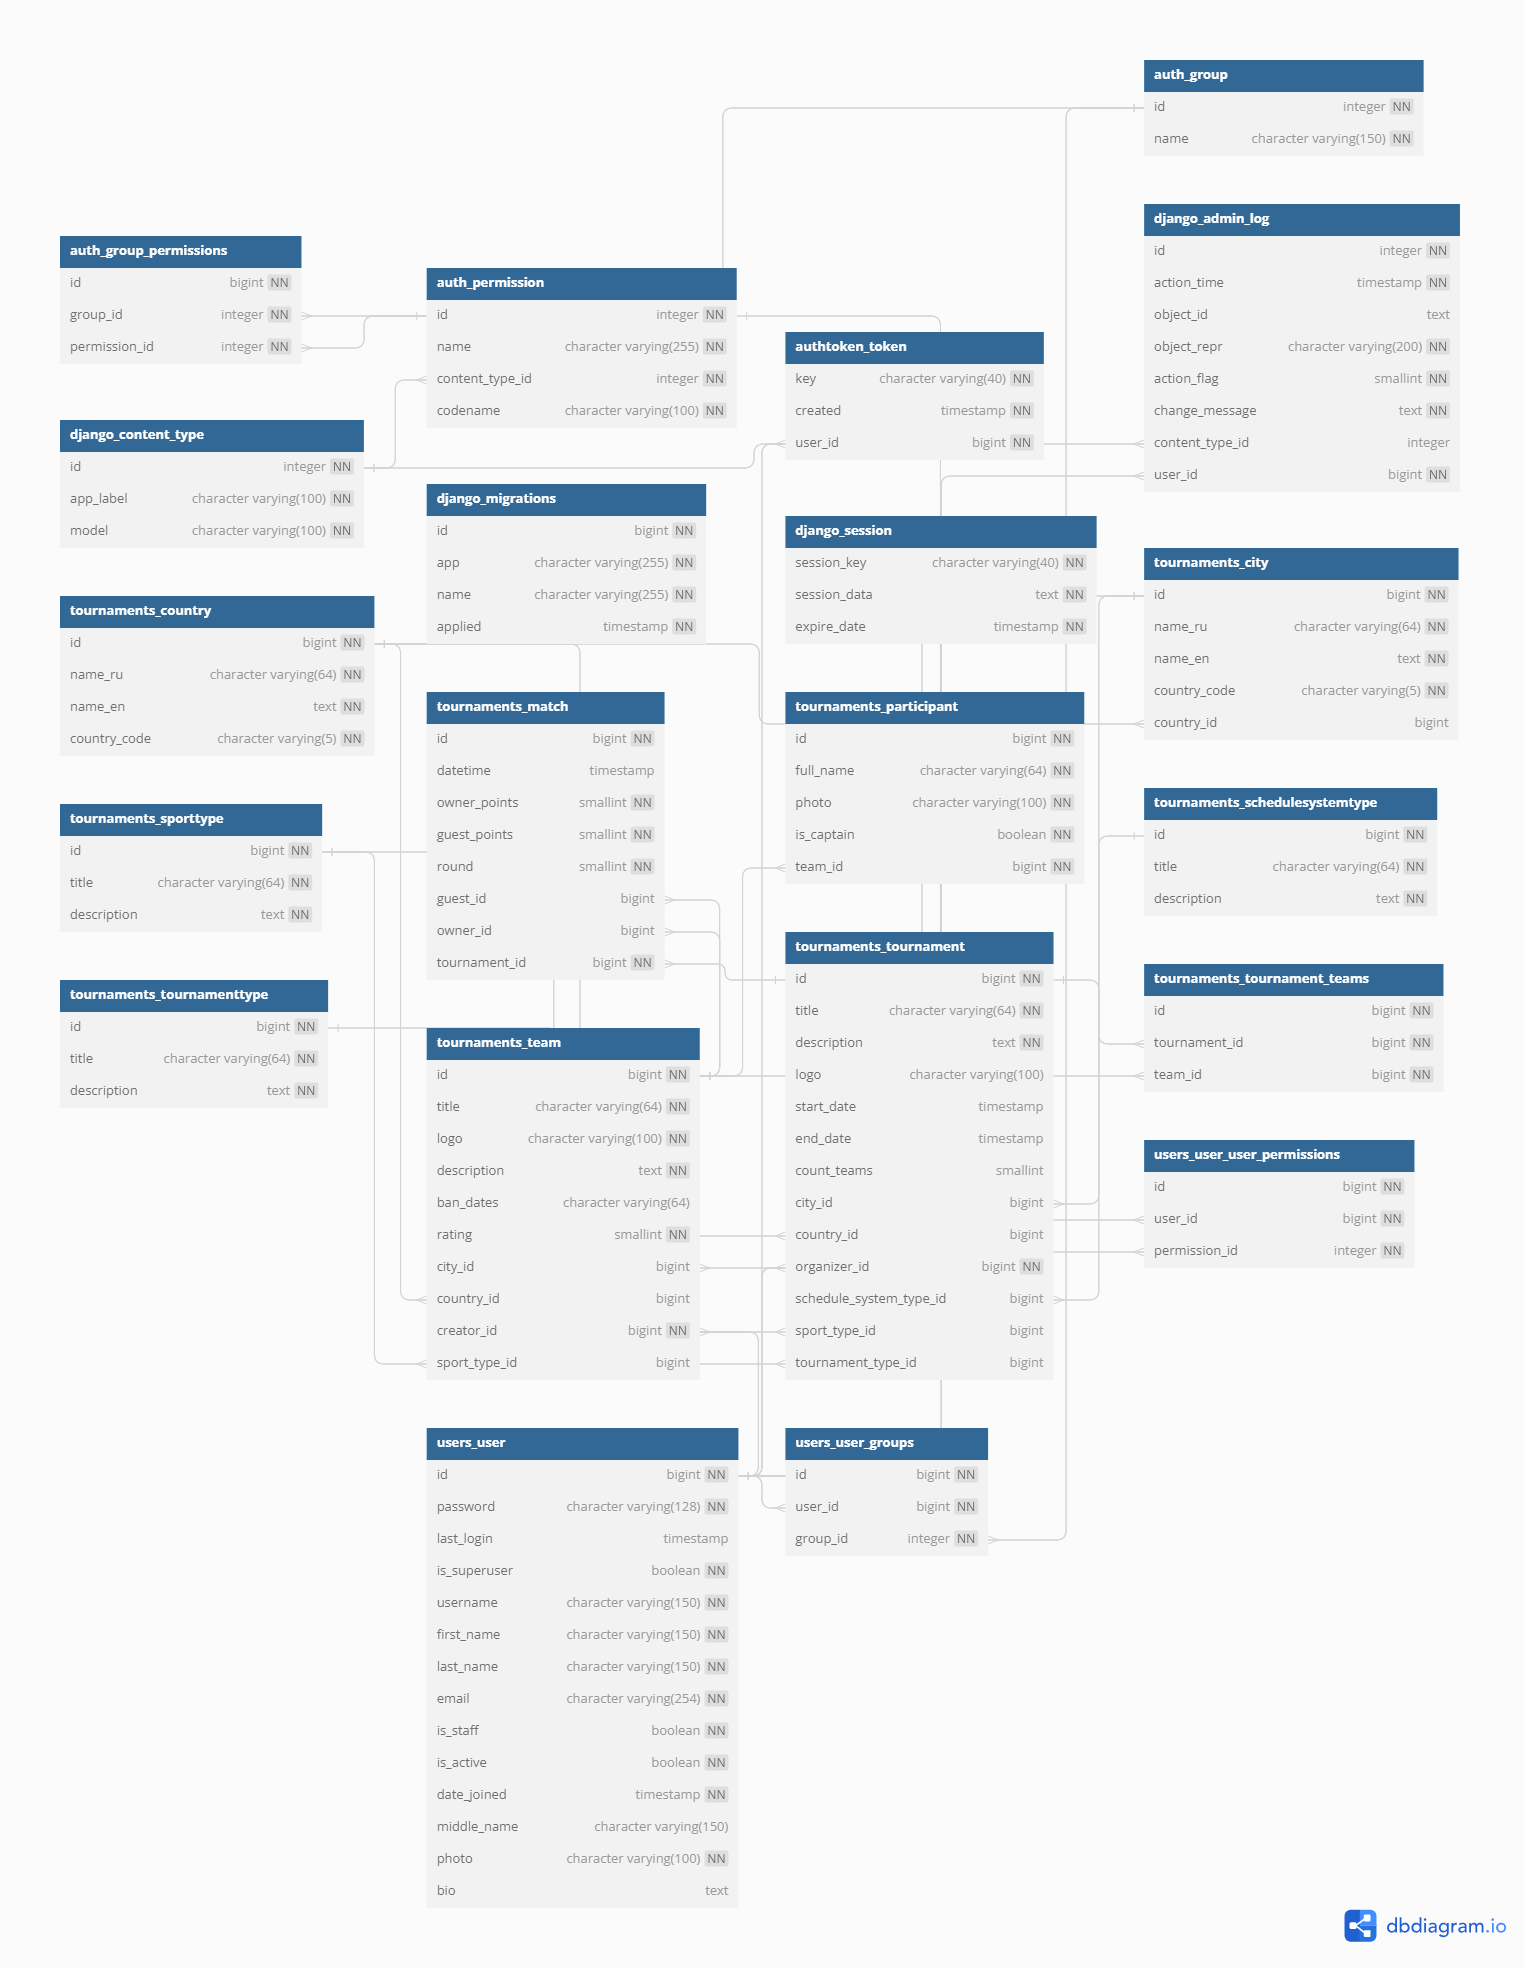 auth_group
id integer NN
name character varying(150) NN
django_admin_log
id integer NN
action_time timestamp NN
object_id text
object_repr character varying(200) NN
action_flag smallint NN
change_message text NN
content_type_id integer
user_id bigint NN
auth_group_permissions
id bigint NN
group_id integer NN
permission_id integer NN
auth_permission
id integer NN
name character varying(255) NN
content_type_id integer NN
codename character varying(100) NN
authtoken_token
key character varying(40) NN
created timestamp NN
user_id bigint NN
django_content_type
id integer NN
app_label character varying(100) NN
model character varying(100) NN
django_migrations
id bigint NN
app character varying(255) NN
name character varying(255) NN
applied timestamp NN
django_session
session_key character varying(40) NN
session_data text NN
expire_date timestamp NN
tournaments_city
id bigint NN
name_ru character varying(64) NN
name_en text NN
country_code character varying(5) NN
country_id bigint
tournaments_country
id bigint NN
name_ru character varying(64) NN
name_en text NN
country_code character varying(5) NN
tournaments_match
id bigint NN
datetime timestamp
owner_points smallint NN
guest_points smallint NN
round smallint NN
guest_id bigint
owner_id bigint
tournament_id bigint NN
tournaments_participant
id bigint NN
full_name character varying(64) NN
photo character varying(100) NN
is_captain boolean NN
team_id bigint NN
tournaments_schedulesystemtype
id bigint NN
title character varying(64) NN
description text NN
tournaments_sporttype
id bigint NN
title character varying(64) NN
description text NN
tournaments_tournament
id bigint NN
title character varying(64) NN
description text NN
logo character varying(100)
start_date timestamp
end_date timestamp
count_teams smallint
city_id bigint
country_id bigint
organizer_id bigint NN
schedule_system_type_id bigint
sport_type_id bigint
tournament_type_id bigint
tournaments_tournament_teams
id bigint NN
tournament_id bigint NN
team_id bigint NN
tournaments_tournamenttype
id bigint NN
title character varying(64) NN
description text NN
tournaments_team
id bigint NN
title character varying(64) NN
logo character varying(100) NN
description text NN
ban_dates character varying(64)
rating smallint NN
city_id bigint
country_id bigint
creator_id bigint NN
sport_type_id bigint
users_user_user_permissions
id bigint NN
user_id bigint NN
permission_id integer NN
users_user
id bigint NN
password character varying(128) NN
last_login timestamp
is_superuser boolean NN
username character varying(150) NN
first_name character varying(150) NN
last_name character varying(150) NN
email character varying(254) NN
is_staff boolean NN
is_active boolean NN
date_joined timestamp NN
middle_name character varying(150)
photo character varying(100) NN
bio text
users_user_groups
id bigint NN
user_id bigint NN
group_id integer NN
dbdiagram.io